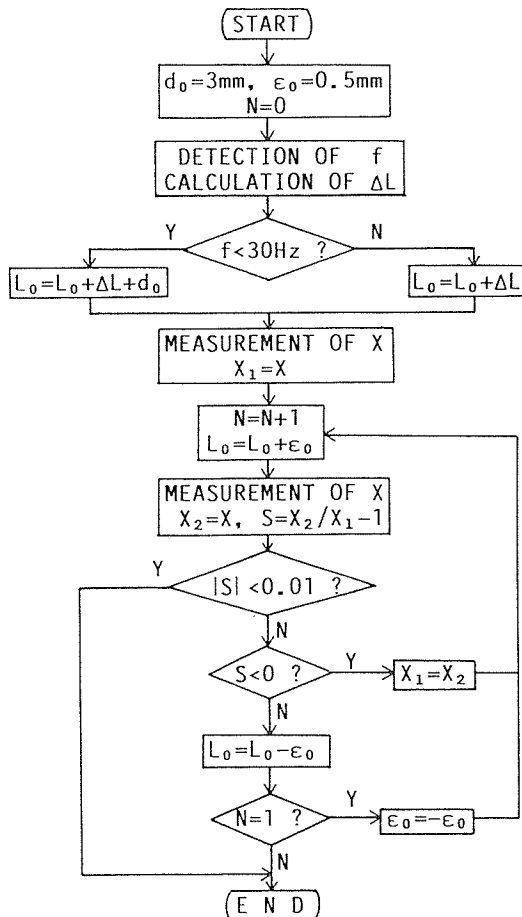 START
d₀=3mm, ε₀=0.5mm
N=0
DETECTION OF f
CALCULATION OF ΔL
Y
f<30Hz ?
N
L₀=L₀+ΔL+d₀
L₀=L₀+ΔL
MEASUREMENT OF X
X₁=X
N=N+1
L₀=L₀+ε₀
MEASUREMENT OF X
X₂=X, S=X₂/X₁-1
Y
|S|<0.01 ?
N
S<0 ?
Y
X₁=X₂
N
L₀=L₀-ε₀
N=1 ?
Y
ε₀=-ε₀
N
E N D